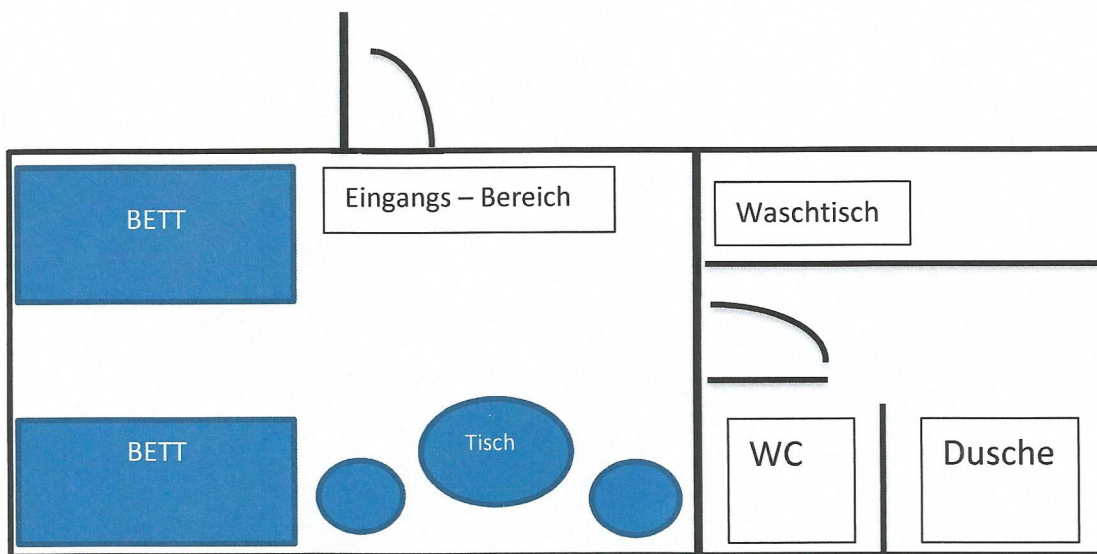 BETT
Eingangs – Bereich
Waschtisch
BETT
Tisch
WC
Dusche